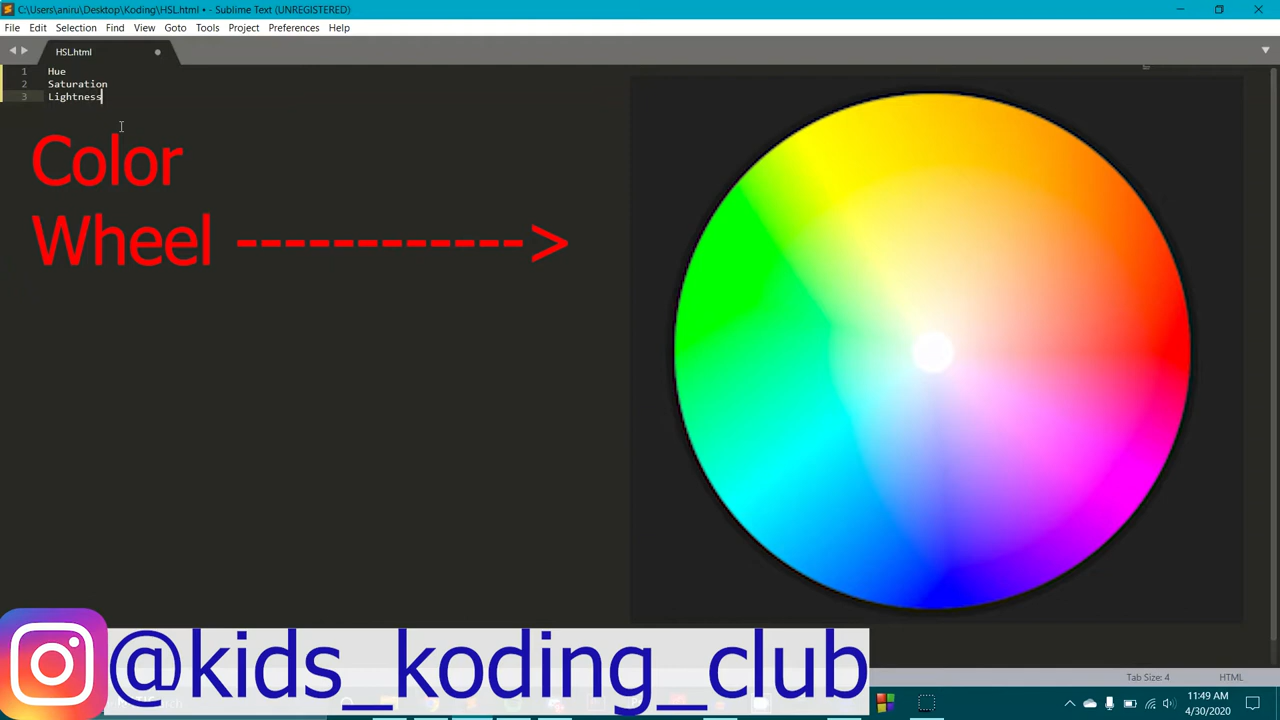 C:\Users\aniru\Desktop\Koding\HSL.html • - Sublime Text (UNREGISTERED)
File Edit Selection Find View Goto Tools Project Preferences Help
HSL.html
1 Hue
2 Saturation
3 Lightness
Color
Wheel ------------>
@kids_koding_club
Tab Size: 4 HTML
11:49 AM
4/30/2020